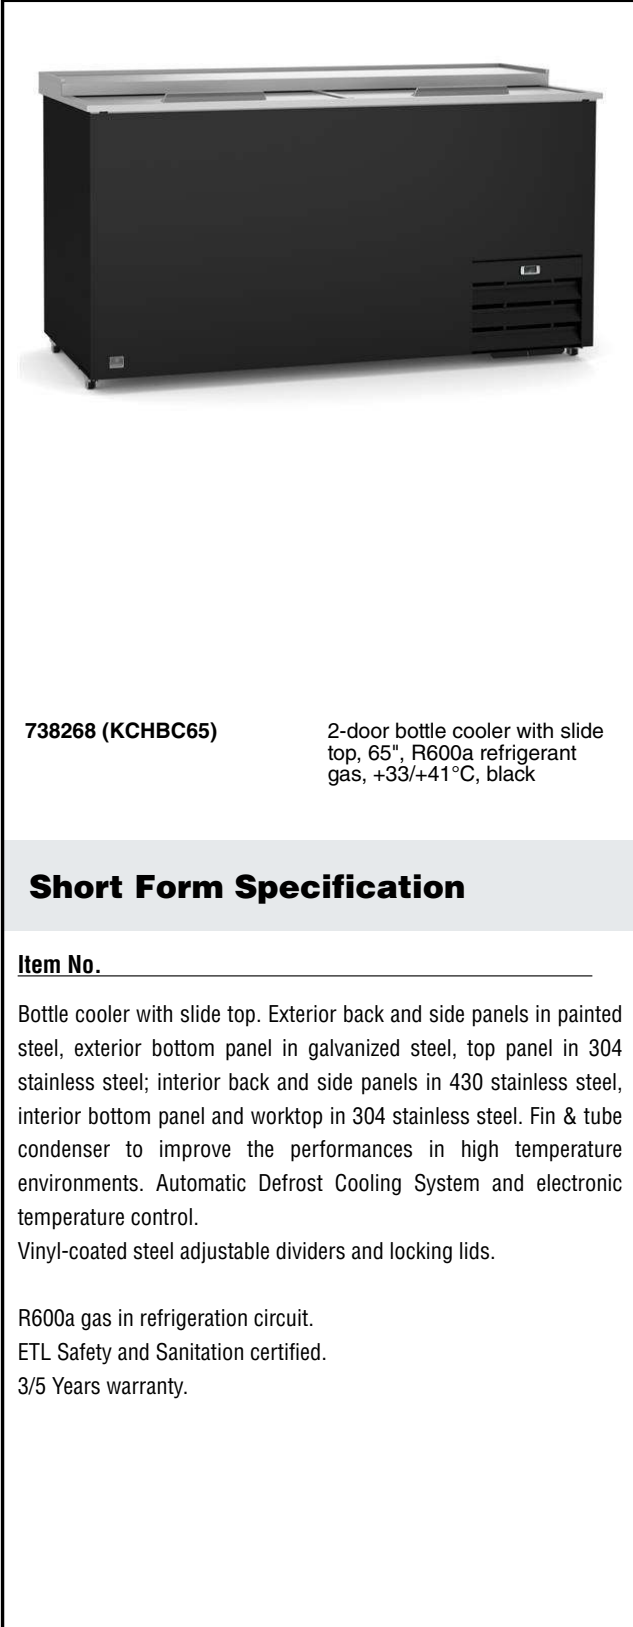 738268 (KCHBC65)
2-door bottle cooler with slide
top, 65", R600a refrigerant
gas, +33/+41°C, black
Short Form Specification
Item No.
Bottle cooler with slide top. Exterior back and side panels in painted
steel, exterior bottom panel in galvanized steel, top panel in 304
stainless steel; interior back and side panels in 430 stainless steel,
interior bottom panel and worktop in 304 stainless steel. Fin & tube
condenser to improve the performances in high temperature
environments. Automatic Defrost Cooling System and electronic
temperature control.
Vinyl-coated steel adjustable dividers and locking lids.
R600a gas in refrigeration circuit.
ETL Safety and Sanitation certified.
3/5 Years warranty.